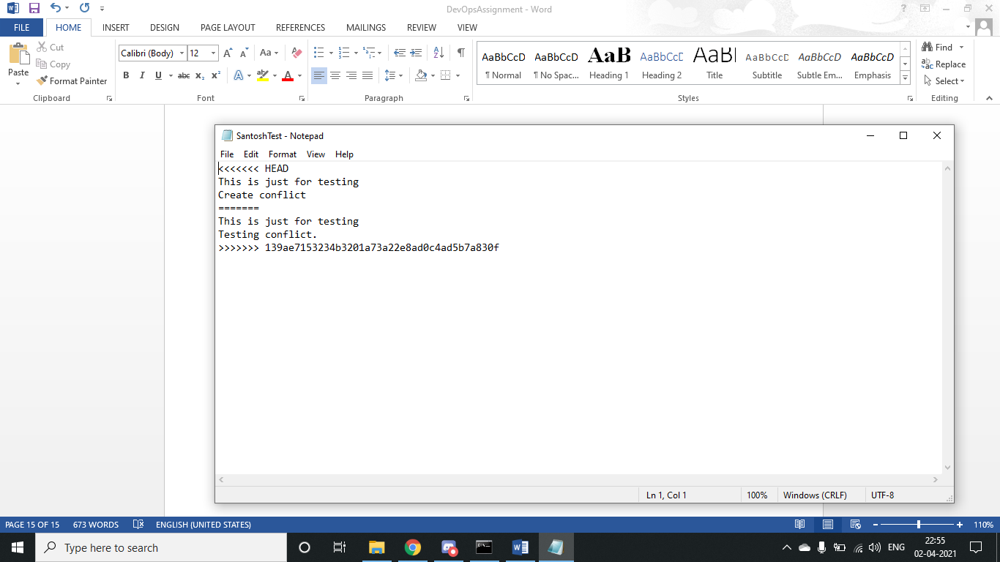 DevOpsAssignment - Word
FILE HOME INSERT DESIGN PAGE LAYOUT REFERENCES MAILINGS REVIEW VIEW
Paste
Cut
Copy
Format Painter
Clipboard
Calibri (Body) 12
Aa
B I U abc X₂ X²
A ab A
Font
Paragraph
AaBbCcD AaBbCcD AaB AaBbCcD AaB AaBbCcD AaBbCcD AaBbCcD
¶ Normal ¶ No Spac... Heading 1 Heading 2 Title Subtitle Subtle Em... Emphasis
Styles
Find
Replace
Select
Editing
SantoshTest - Notepad
File Edit Format View Help
<<<<<<< HEAD
This is just for testing
Create conflict
=======
This is just for testing
Testing conflict.
>>>>>>> 139ae7153234b3201a73a22e8ad0c4ad5b7a830f
Ln 1, Col 1 100% Windows (CRLF) UTF-8
PAGE 15 OF 15 673 WORDS ENGLISH (UNITED STATES) 110%
Type here to search
ENG
22:55
02-04-2021